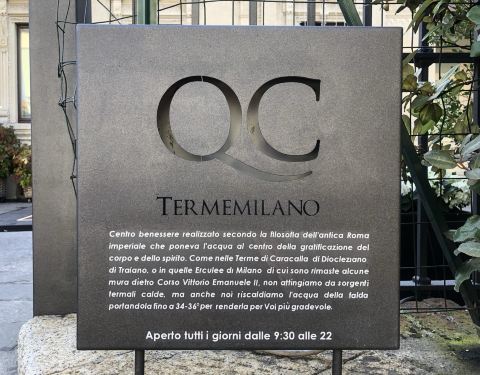 QC
TERMEMILANO
Centro benessere realizzato secondo la filosofia dell'antica Roma
imperiale che poneva l'acqua al centro della gratificazione del
corpo e dello spirito. Come nelle Terme di Caracalla di Diocleziano
di Traiano, o in quelle Erculee di Milano di cui sono rimaste alcune
mura dietro Corso Vittorio Emanuele II, non attingiamo da sorgenti
termali calde, ma anche noi riscaldiamo l'acqua della falda
portandola fino a 34-36° per renderla per Voi più gradevole.
Aperto tutti i giorni dalle 9:30 alle 22